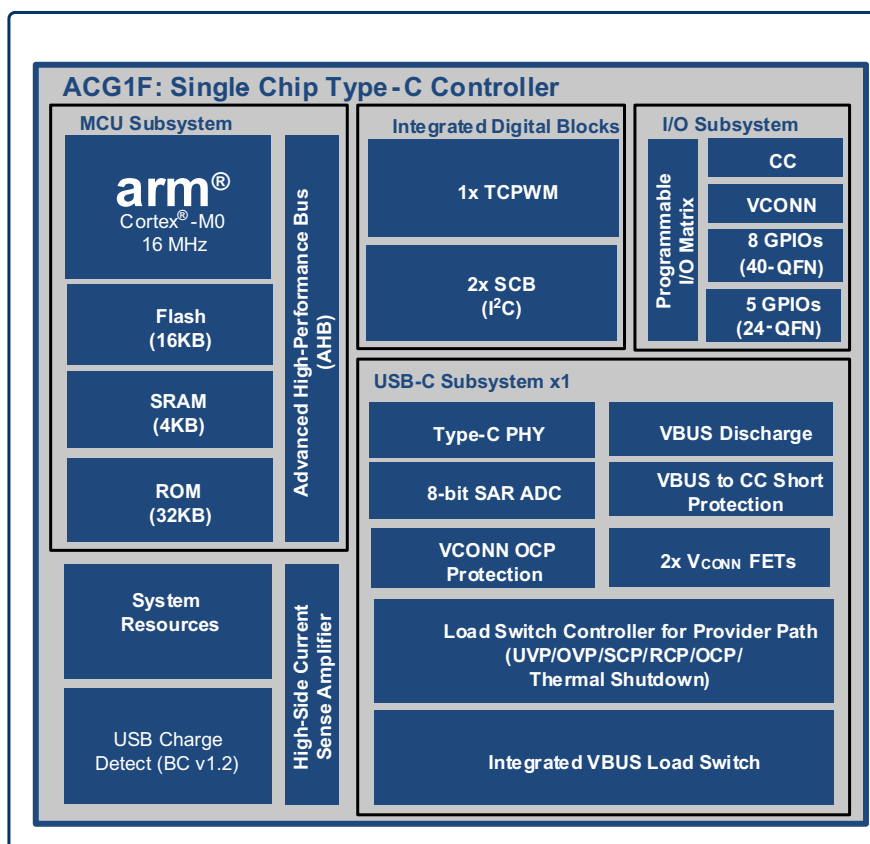 ACG1F: Single Chip Type-C Controller
MCU Subsystem
arm®
Cortex®-M0
16 MHz
Flash
(16KB)
SRAM
(4KB)
ROM
(32KB)
Advanced High-Performance Bus
(AHB)
Integrated Digital Blocks
1x TCPWM
2x SCB
(I²C)
I/O Subsystem
Programmable
I/O Matrix
CC
VCONN
8 GPIOs
(40-QFN)
5 GPIOs
(24-QFN)
USB-C Subsystem x1
Type-C PHY
VBUS Discharge
8-bit SAR ADC
VBUS to CC Short
Protection
VCONN OCP
Protection
2x VCONN FETs
Load Switch Controller for Provider Path
(UVP/OVP/SCP/RCP/OCP/
Thermal Shutdown)
Integrated VBUS Load Switch
System
Resources
USB Charge
Detect (BC v1.2)
High-Side Current
Sense Amplifier